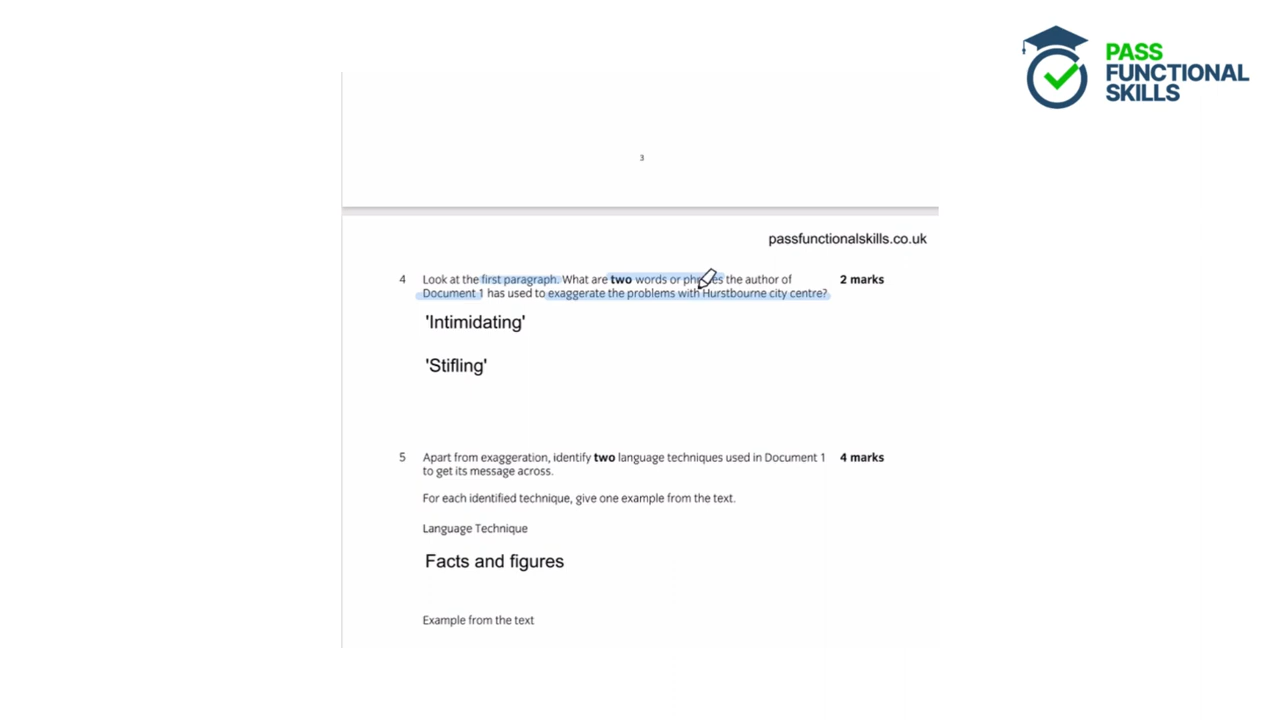 PASS
FUNCTIONAL
SKILLS
3
passfunctionalskills.co.uk
4 Look at the first paragraph. What are two words or phrases the author of 2 marks
Document 1 has used to exaggerate the problems with Hurstbourne city centre?
'Intimidating'
'Stifling'
5 Apart from exaggeration, identify two language techniques used in Document 1 4 marks
to get its message across.
For each identified technique, give one example from the text.
Language Technique
Facts and figures
Example from the text